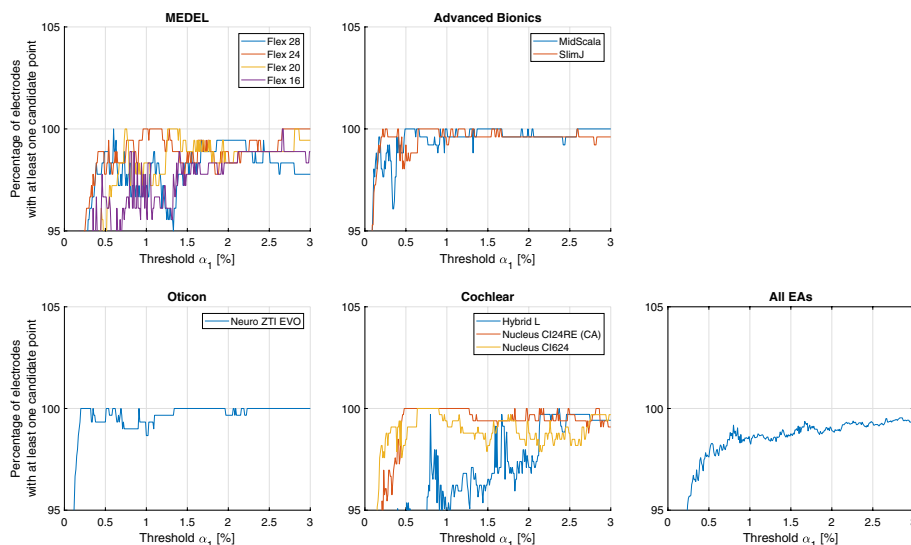 MEDEL
Advanced Bionics
Percentage of electrodes
with at least one candidate point
105
100
95
Flex 28
Flex 24
Flex 20
Flex 16
0 0.5 1 1.5 2 2.5 3
Threshold α1 [%]
105
100
95
MidScala
SlimJ
0 0.5 1 1.5 2 2.5 3
Threshold α1 [%]
Oticon
Cochlear
All EAs
Percentage of electrodes
with at least one candidate point
105
100
95
Neuro ZTI EVO
0 0.5 1 1.5 2 2.5 3
Threshold α1 [%]
105
100
95
Hybrid L
Nucleus CI24RE (CA)
Nucleus CI624
0 0.5 1 1.5 2 2.5 3
Threshold α1 [%]
105
100
95
0 0.5 1 1.5 2 2.5 3
Threshold α1 [%]